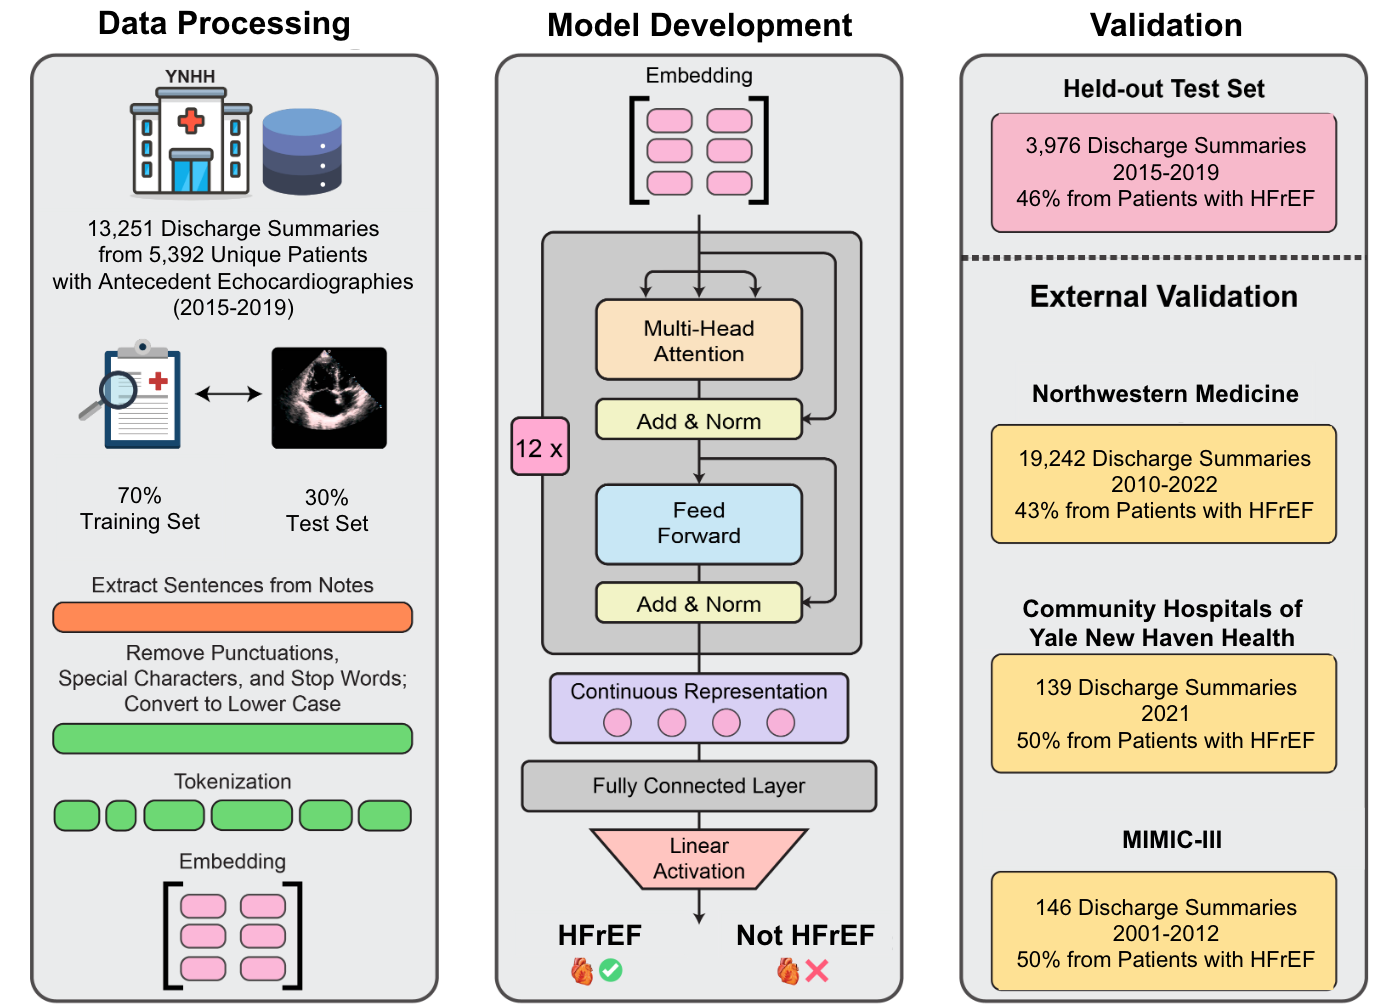 Data Processing
YNHH
13,251 Discharge Summaries
from 5,392 Unique Patients
with Antecedent Echocardiographies
(2015-2019)
70%
Training Set
30%
Test Set
Extract Sentences from Notes
Remove Punctuations,
Special Characters, and Stop Words;
Convert to Lower Case
Tokenization
Embedding
Model Development
Embedding
Multi-Head
Attention
Add & Norm
12 x
Feed
Forward
Add & Norm
Continuous Representation
Fully Connected Layer
Linear
Activation
HFrEF
Not HFrEF
Validation
Held-out Test Set
3,976 Discharge Summaries
2015-2019
46% from Patients with HFrEF
External Validation
Northwestern Medicine
19,242 Discharge Summaries
2010-2022
43% from Patients with HFrEF
Community Hospitals of
Yale New Haven Health
139 Discharge Summaries
2021
50% from Patients with HFrEF
MIMIC-III
146 Discharge Summaries
2001-2012
50% from Patients with HFrEF